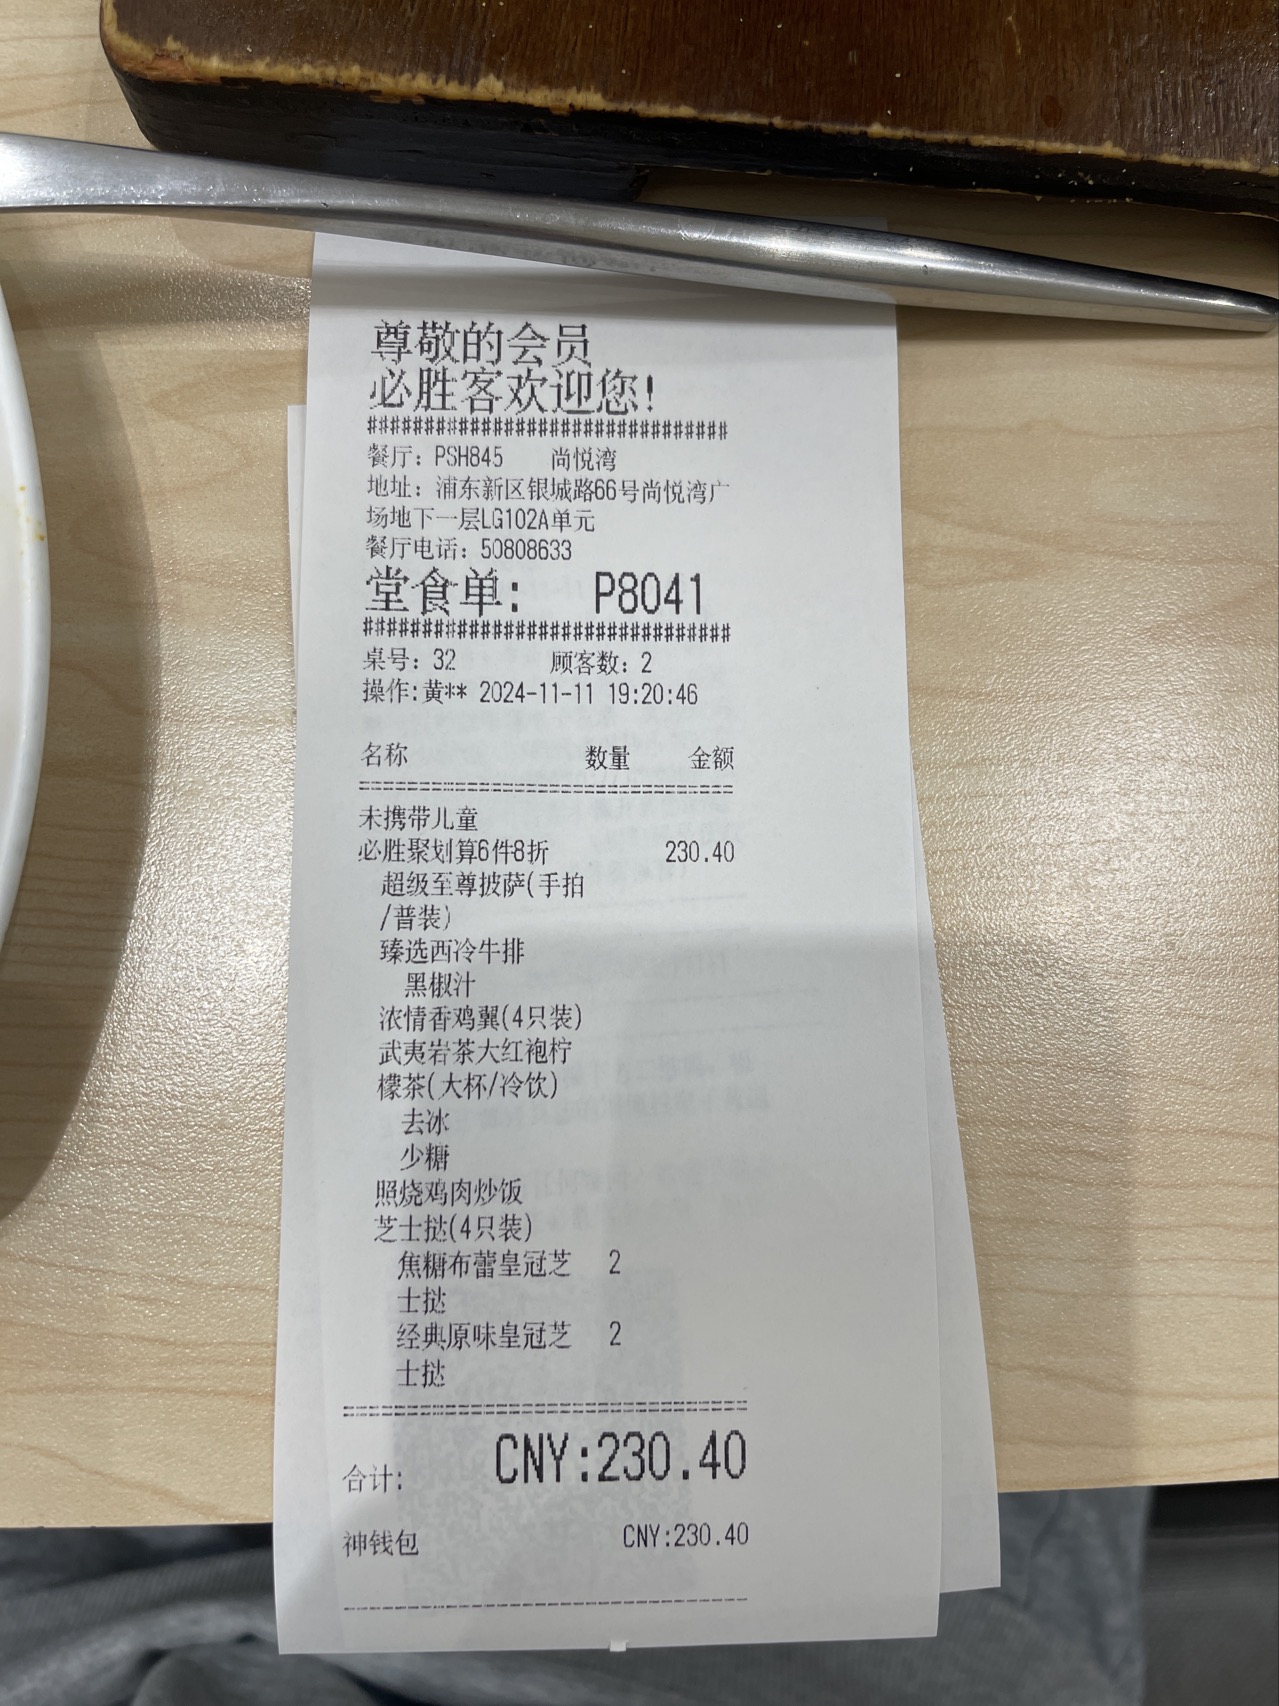 尊敬的会员
必胜客欢迎您!
################################
餐厅: PSH845 尚悦湾
地址: 浦东新区银城路66号尚悦湾广
场地下一层LG102A单元
餐厅电话: 50808633
堂食单: P8041
################################
桌号: 32 顾客数: 2
操作:黄** 2024-11-11 19:20:46
名称 数量 金额
================================
未携带儿童
必胜聚划算6件8折 230.40
超级至尊披萨(手拍
/普装)
臻选西冷牛排
黑椒汁
浓情香鸡翼(4只装)
武夷岩茶大红袍柠
檬茶(大杯/冷饮)
去冰
少糖
照烧鸡肉炒饭
芝士挞(4只装)
焦糖布蕾皇冠芝 2
士挞
经典原味皇冠芝 2
士挞
================================
合计: CNY:230.40
神钱包 CNY:230.40
--------------------------------